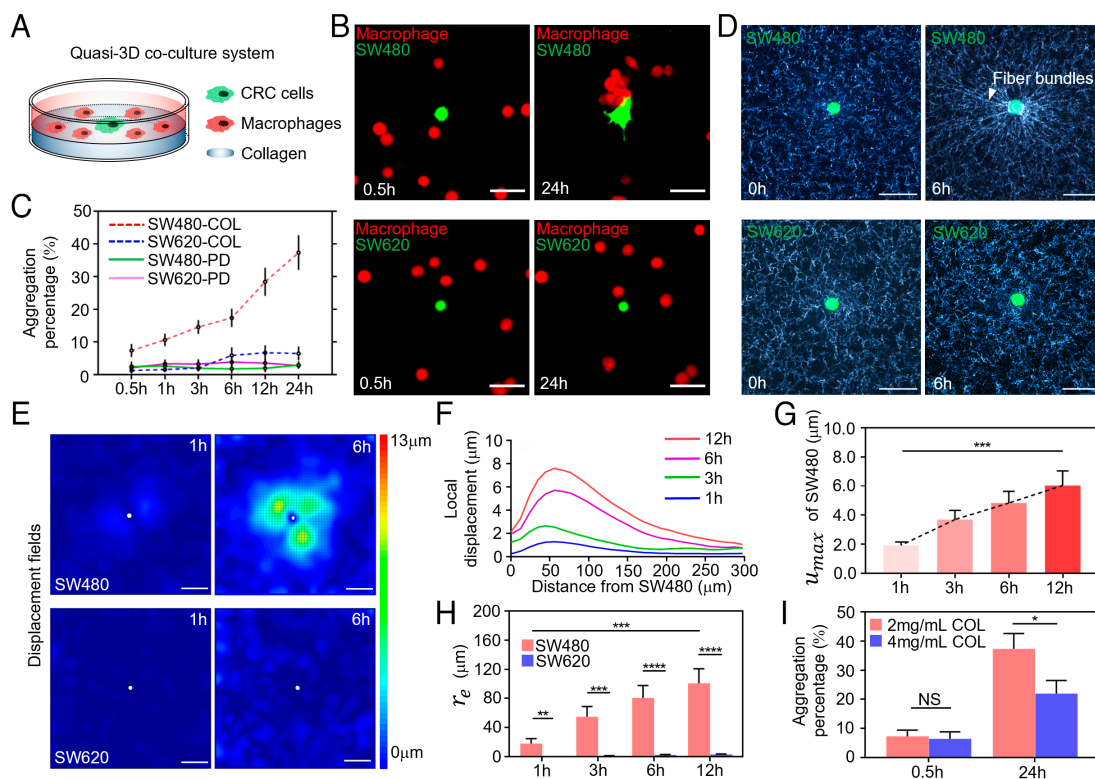 A
Quasi-3D co-culture system
CRC cells
Macrophages
Collagen
B
Macrophage
SW480
0.5h
Macrophage
SW480
24h
Macrophage
SW620
0.5h
Macrophage
SW620
24h
C
Aggregation
percentage (%)
50
40
30
20
10
0
SW480-COL
SW620-COL
SW480-PD
SW620-PD
0.5h 1h 3h 6h 12h 24h
D
SW480
0h
SW480
Fiber bundles
6h
SW620
0h
SW620
6h
E
Displacement fields
1h
SW480
6h
1h
SW620
6h
13μm
0μm
F
Local
displacement (μm)
10
8
6
4
2
0
12h
6h
3h
1h
0 50 100 150 200 250 300
Distance from SW480 (μm)
G
u_max of SW480 (μm)
10.0
8.0
6.0
4.0
2.0
0.0
***
1h 3h 6h 12h
H
r_e (μm)
200
160
120
80
40
0
SW480
SW620
***
** *** **** ****
1h 3h 6h 12h
I
Aggregation
percentage (%)
50
40
30
20
10
0
2mg/mL COL
4mg/mL COL
NS
*
0.5h 24h